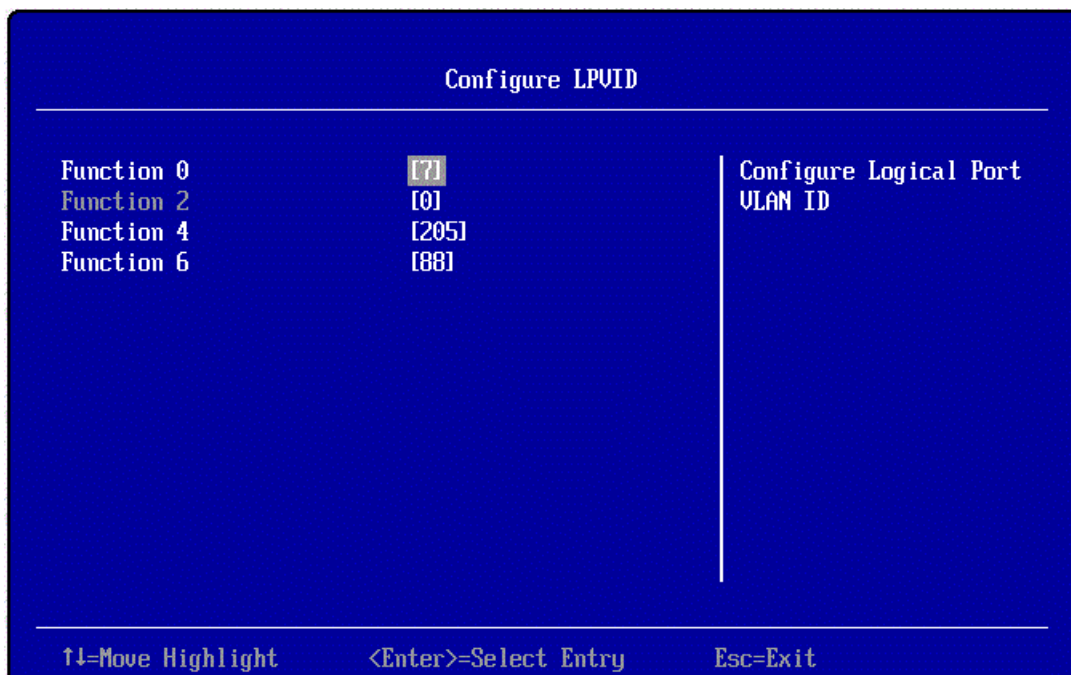 Configure LPVID
Function 0 [7]
Function 2 [0]
Function 4 [205]
Function 6 [88]
Configure Logical Port
VLAN ID
↑↓=Move Highlight <Enter>=Select Entry Esc=Exit